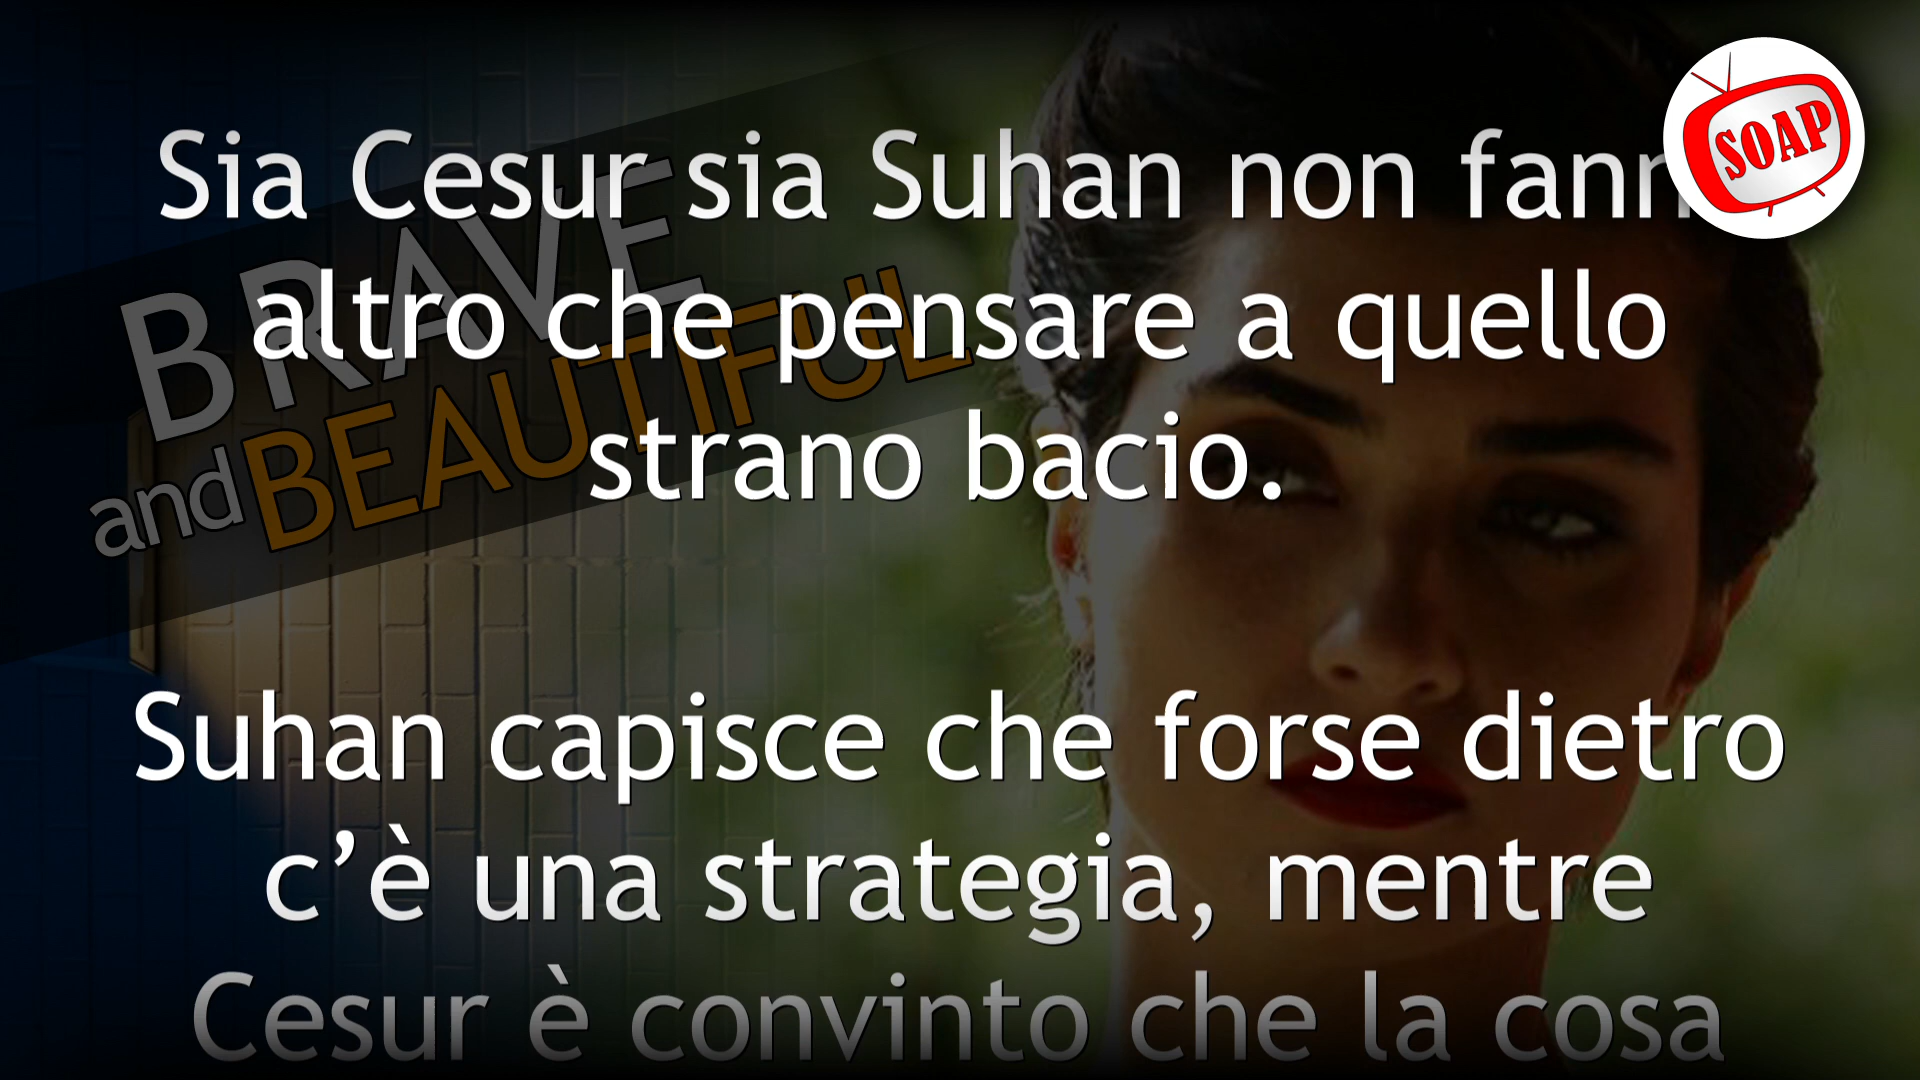 Sia Cesur sia Suhan non fann
altro che pensare a quello
strano bacio.
Suhan capisce che forse dietro
c’è una strategia, mentre
Cesur è convinto che la cosa
BRAVE
and BEAUTIFUL
SOAP